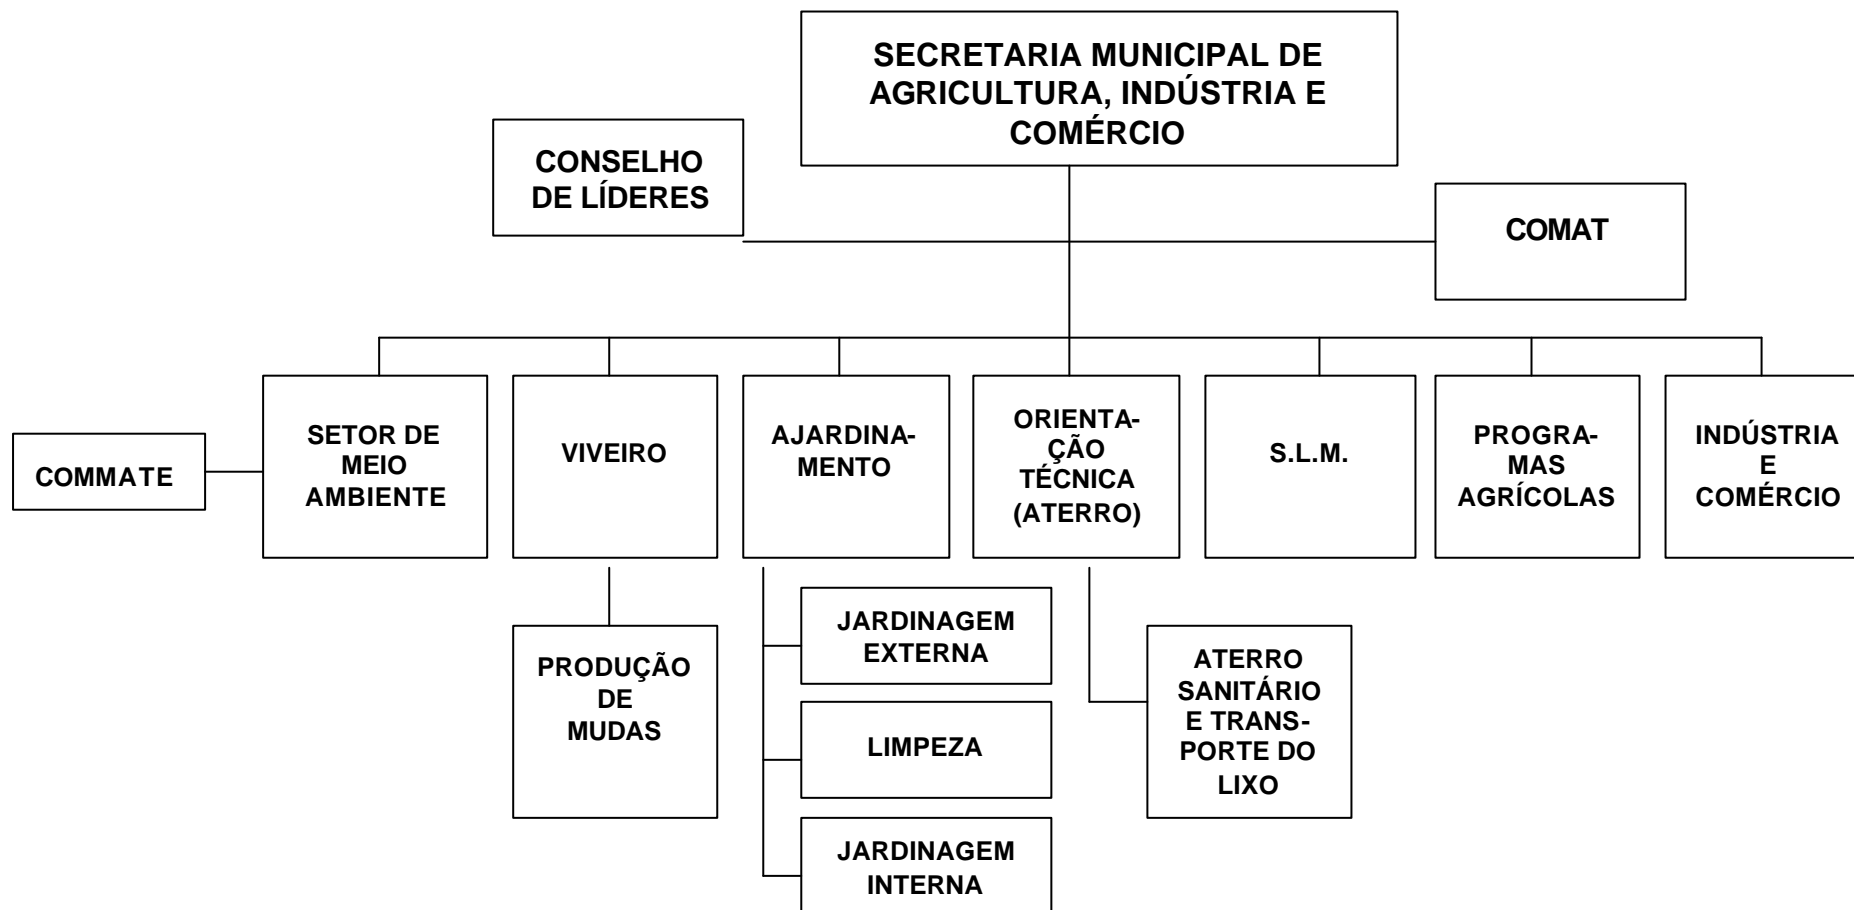 SECRETARIA MUNICIPAL DE
AGRICULTURA, INDÚSTRIA E
COMÉRCIO
CONSELHO
DE LÍDERES
COMAT
COMMATE
SETOR DE
MEIO
AMBIENTE
VIVEIRO
AJARDINA-
MENTO
ORIENTA-
ÇÃO
TÉCNICA
(ATERRO)
S.L.M.
PROGRA-
MAS
AGRÍCOLAS
INDÚSTRIA
E
COMÉRCIO
PRODUÇÃO
DE
MUDAS
JARDINAGEM
EXTERNA
LIMPEZA
JARDINAGEM
INTERNA
ATERRO
SANITÁRIO
E TRANS-
PORTE DO
LIXO